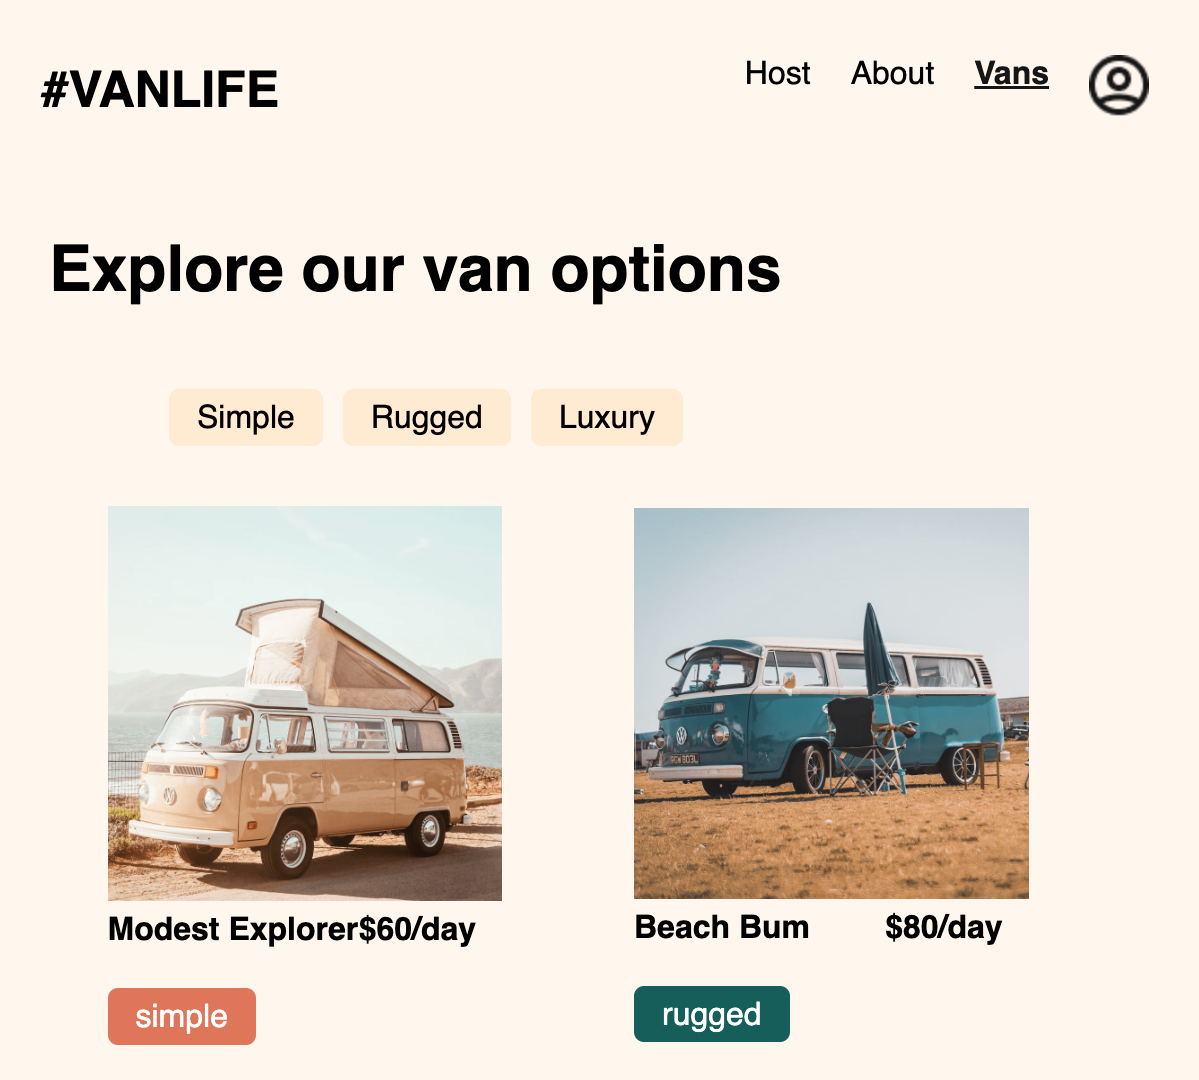 #VANLIFE
Host About Vans
Explore our van options
Simple Rugged Luxury
Modest Explorer$60/day
simple
Beach Bum $80/day
rugged